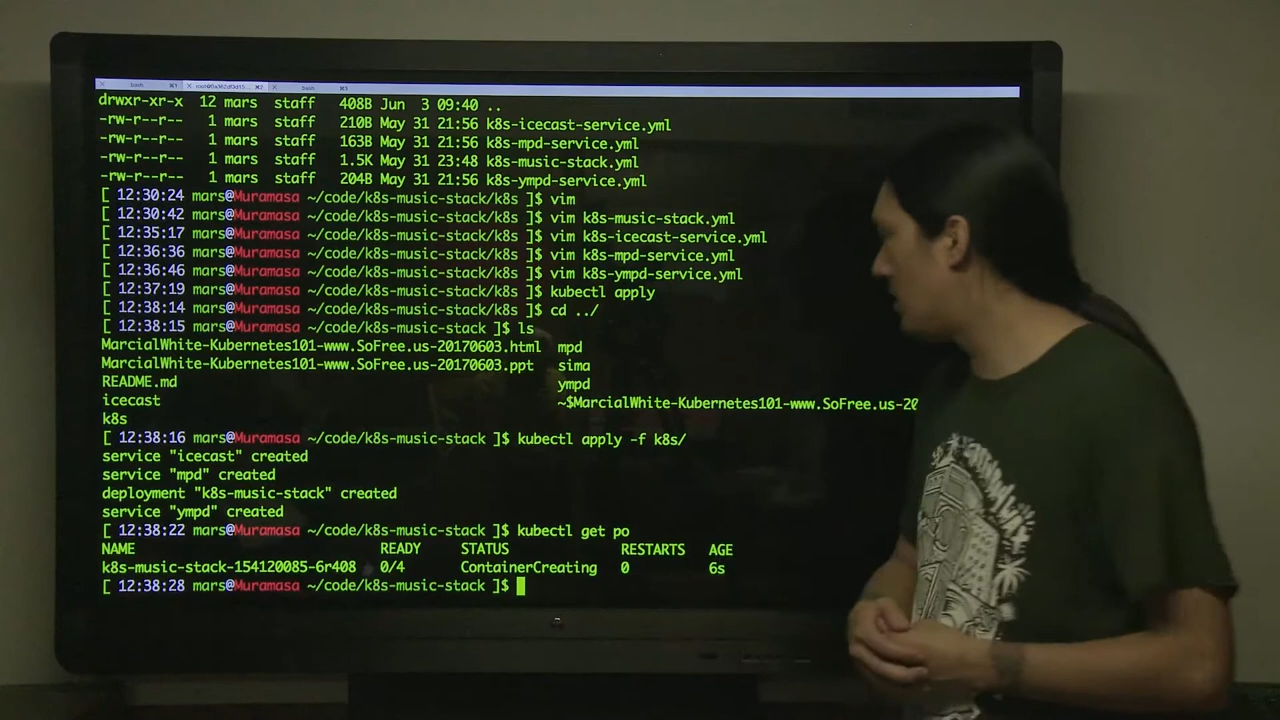 bash ⌘1 ⌘2 bash ⌘3
drwxr-xr-x 12 mars staff 408B Jun 3 09:40 ..
-rw-r--r-- 1 mars staff 210B May 31 21:56 k8s-icecast-service.yml
-rw-r--r-- 1 mars staff 163B May 31 21:56 k8s-mpd-service.yml
-rw-r--r-- 1 mars staff 1.5K May 31 23:48 k8s-music-stack.yml
-rw-r--r-- 1 mars staff 204B May 31 21:56 k8s-ympd-service.yml
[ 12:30:24 mars@Muramasa ~/code/k8s-music-stack/k8s ]$ vim
[ 12:30:42 mars@Muramasa ~/code/k8s-music-stack/k8s ]$ vim k8s-music-stack.yml
[ 12:35:17 mars@Muramasa ~/code/k8s-music-stack/k8s ]$ vim k8s-icecast-service.yml
[ 12:36:36 mars@Muramasa ~/code/k8s-music-stack/k8s ]$ vim k8s-mpd-service.yml
[ 12:36:46 mars@Muramasa ~/code/k8s-music-stack/k8s ]$ vim k8s-ympd-service.yml
[ 12:37:19 mars@Muramasa ~/code/k8s-music-stack/k8s ]$ kubectl apply
[ 12:38:14 mars@Muramasa ~/code/k8s-music-stack/k8s ]$ cd ../
[ 12:38:15 mars@Muramasa ~/code/k8s-music-stack ]$ ls
MarcialWhite-Kubernetes101-www.SoFree.us-20170603.html mpd
MarcialWhite-Kubernetes101-www.SoFree.us-20170603.ppt sima
README.md ympd
icecast ~$MarcialWhite-Kubernetes101-www.SoFree.us-20
k8s
[ 12:38:16 mars@Muramasa ~/code/k8s-music-stack ]$ kubectl apply -f k8s/
service "icecast" created
service "mpd" created
deployment "k8s-music-stack" created
service "ympd" created
[ 12:38:22 mars@Muramasa ~/code/k8s-music-stack ]$ kubectl get po
NAME READY STATUS RESTARTS AGE
k8s-music-stack-154120085-6r408 0/4 ContainerCreating 0 6s
[ 12:38:28 mars@Muramasa ~/code/k8s-music-stack ]$